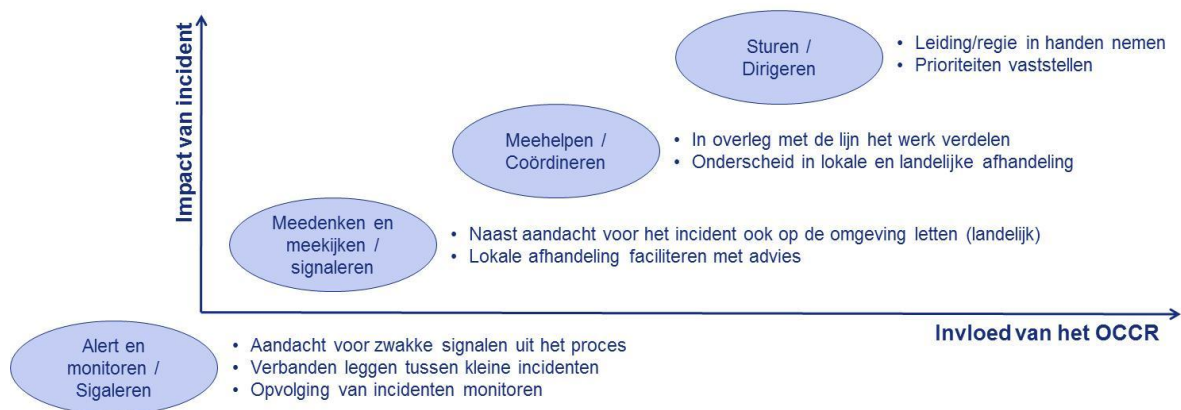 Impact van incident
Sturen /
Dirigeren
• Leiding/regie in handen nemen
• Prioriteiten vaststellen
Meehelpen /
Coördineren
• In overleg met de lijn het werk verdelen
• Onderscheid in lokale en landelijke afhandeling
Meedenken en
meekijken /
signaleren
• Naast aandacht voor het incident ook op de omgeving letten (landelijk)
• Lokale afhandeling faciliteren met advies
Invloed van het OCCR
Alert en
monitoren /
Sigaleren
• Aandacht voor zwakke signalen uit het proces
• Verbanden leggen tussen kleine incidenten
• Opvolging van incidenten monitoren